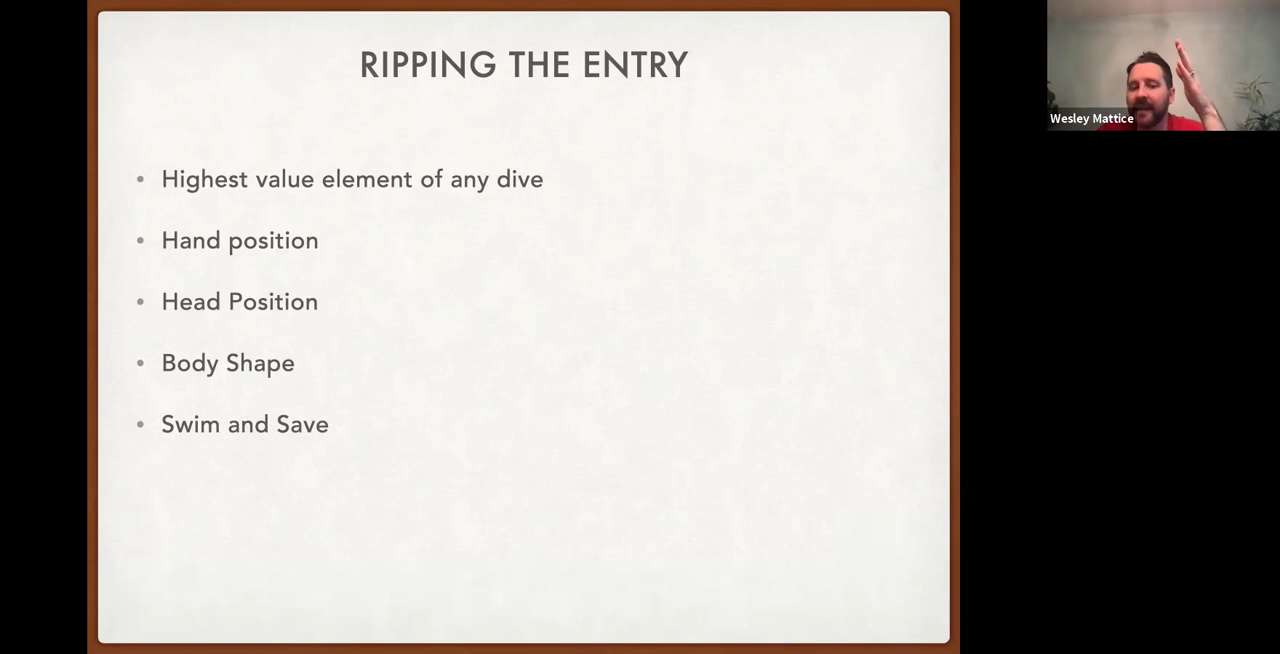 RIPPING THE ENTRY
• Highest value element of any dive
• Hand position
• Head Position
• Body Shape
• Swim and Save
Wesley Mattice